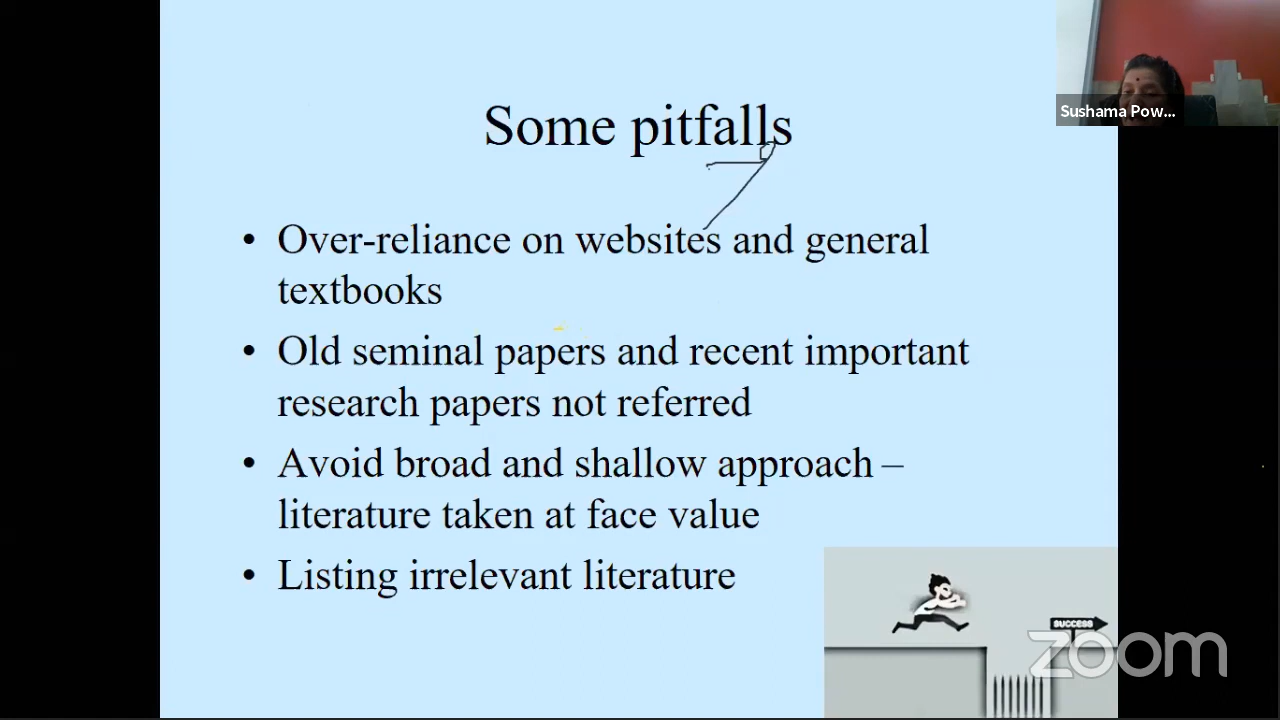 Some pitfalls
Sushama Pow...
• Over-reliance on websites and general
textbooks
• Old seminal papers and recent important
research papers not referred
• Avoid broad and shallow approach –
literature taken at face value
• Listing irrelevant literature
SUCCESS
zoom